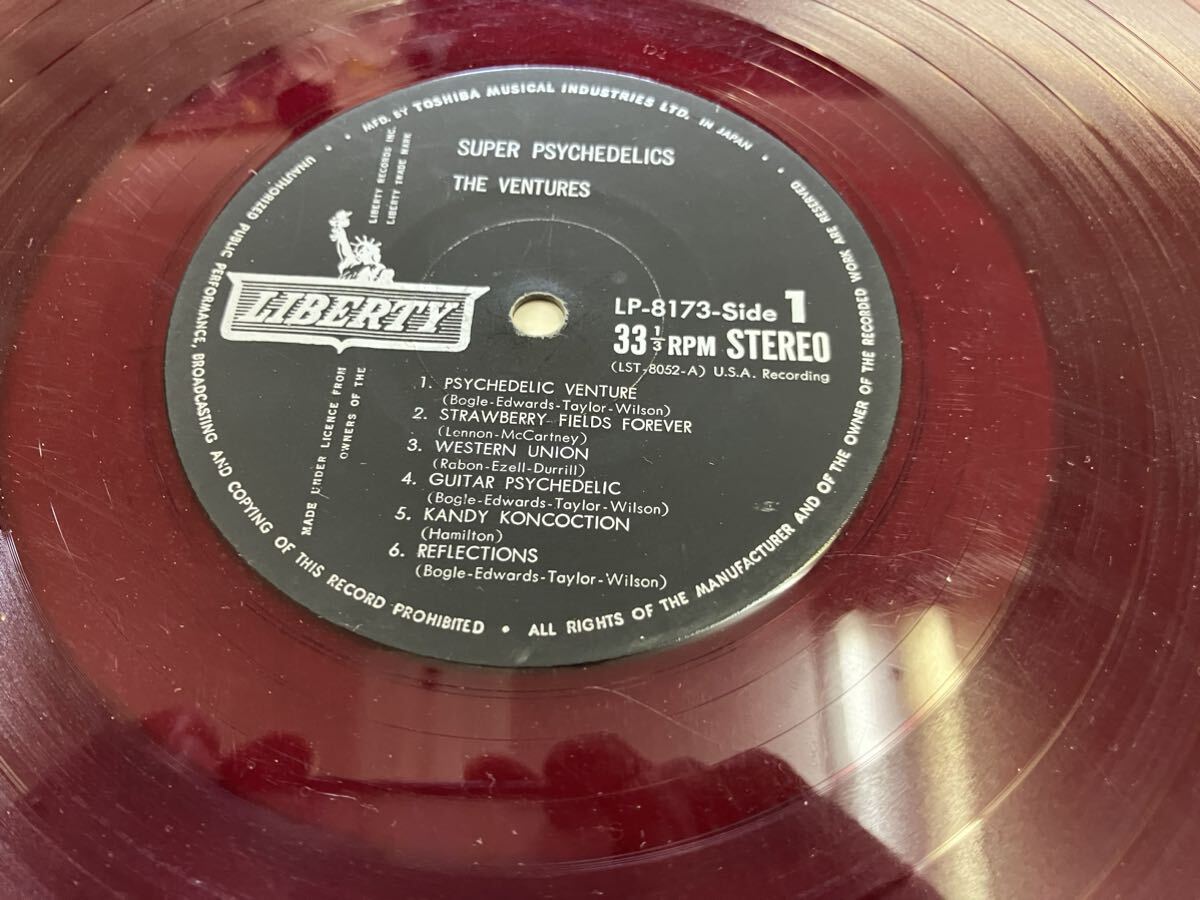 MFD. BY TOSHIBA MUSICAL INDUSTRIES LTD. IN JAPAN •
SUPER PSYCHEDELICS
THE VENTURES
LIBERTY RECORDS INC.
LIBERTY TRADE MARK
LIBERTY
LP-8173-Side 1
33 1/3 RPM STEREO
(LST-8052-A) U.S.A. Recording
1. PSYCHEDELIC VENTURE
(Bogle-Edwards-Taylor-Wilson)
2. STRAWBERRY FIELDS FOREVER
(Lennon-McCartney)
3. WESTERN UNION
(Rabon-Ezell-Durrill)
4. GUITAR PSYCHEDELIC
(Bogle-Edwards-Taylor-Wilson)
5. KANDY KONCOCTION
(Hamilton)
6. REFLECTIONS
(Bogle-Edwards-Taylor-Wilson)
MADE UNDER LICENCE FROM
OWNERS OF THE
• ALL RIGHTS OF THE MANUFACTURER AND OF THE OWNER OF THE RECORDED WORK ARE RESERVED •
UNAUTHORIZED PUBLIC PERFORMANCE, BROADCASTING AND COPYING OF THIS RECORD PROHIBITED